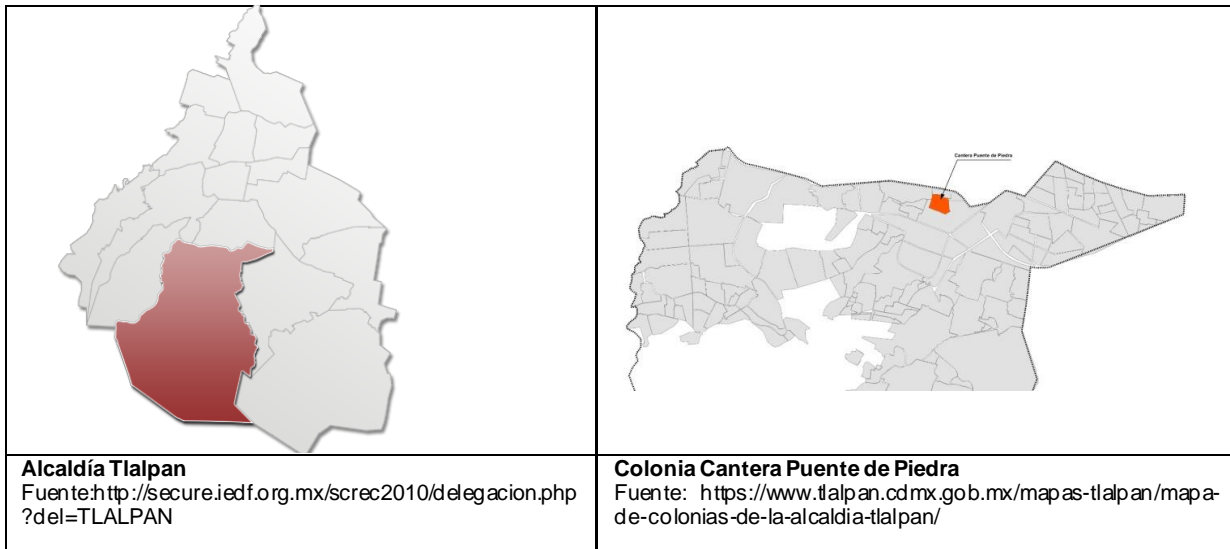 Cantera Puente de Piedra
Alcaldía Tlalpan
Fuente:http://secure.iedf.org.mx/screc2010/delegacion.php
?del=TLALPAN
Colonia Cantera Puente de Piedra
Fuente: https://www.tlalpan.cdmx.gob.mx/mapas-tlalpan/mapa-
de-colonias-de-la-alcaldia-tlalpan/